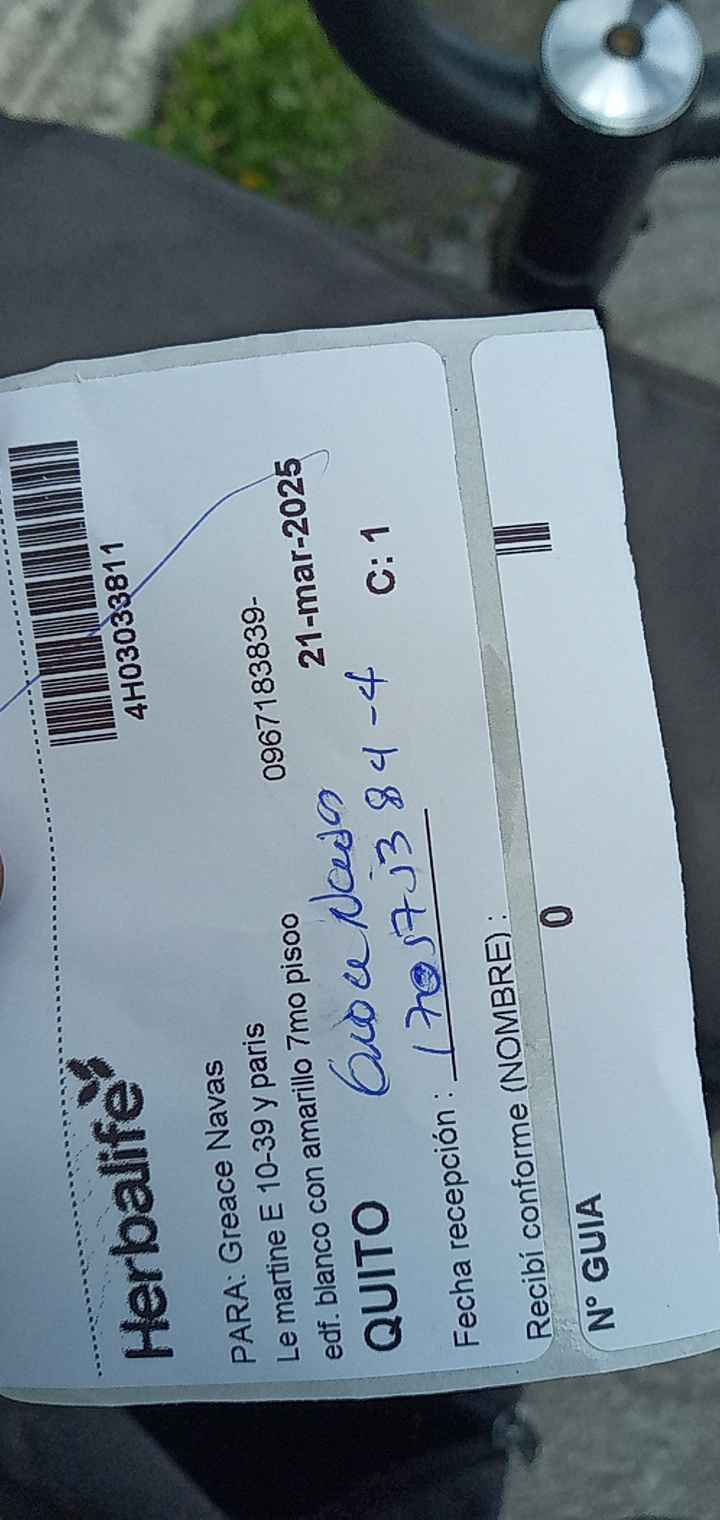 4H03033811
Herbalife
PARA: Greace Navas
Le martine E 10-39 y paris 0967183839-
edf. blanco con amarillo 7mo pisoo
21-mar-2025
QUITO
Navas
C: 1
Fecha recepción :
Recibí conforme (NOMBRE) :
0
N° GUIA